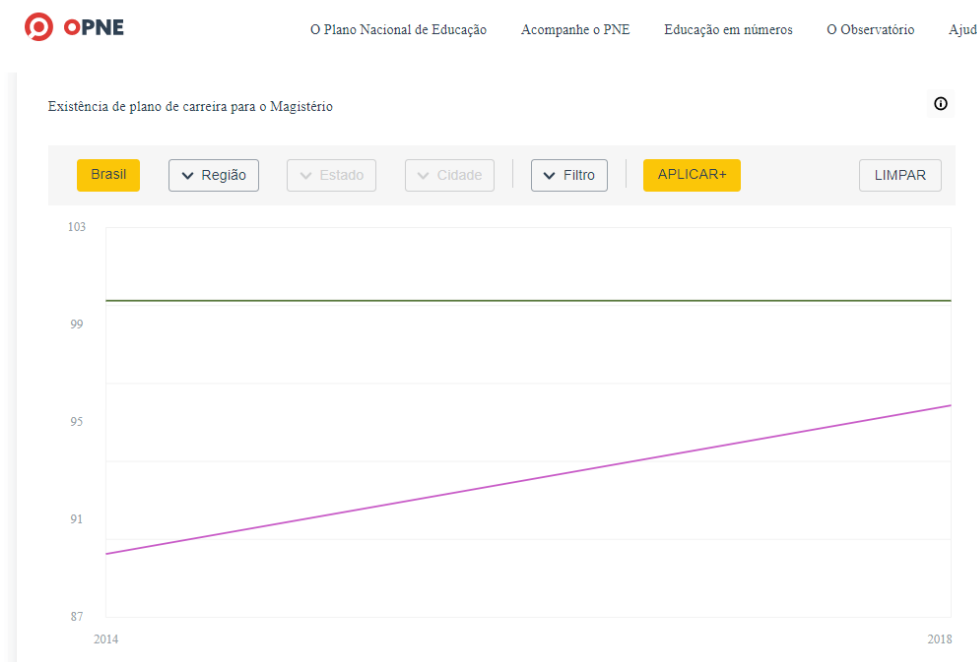 OPNE
O Plano Nacional de Educação Acompanhe o PNE Educação em números O Observatório Ajud
Existência de plano de carreira para o Magistério
Brasil Região Estado Cidade Filtro APLICAR+ LIMPAR
103
99
95
91
87
2014 2018